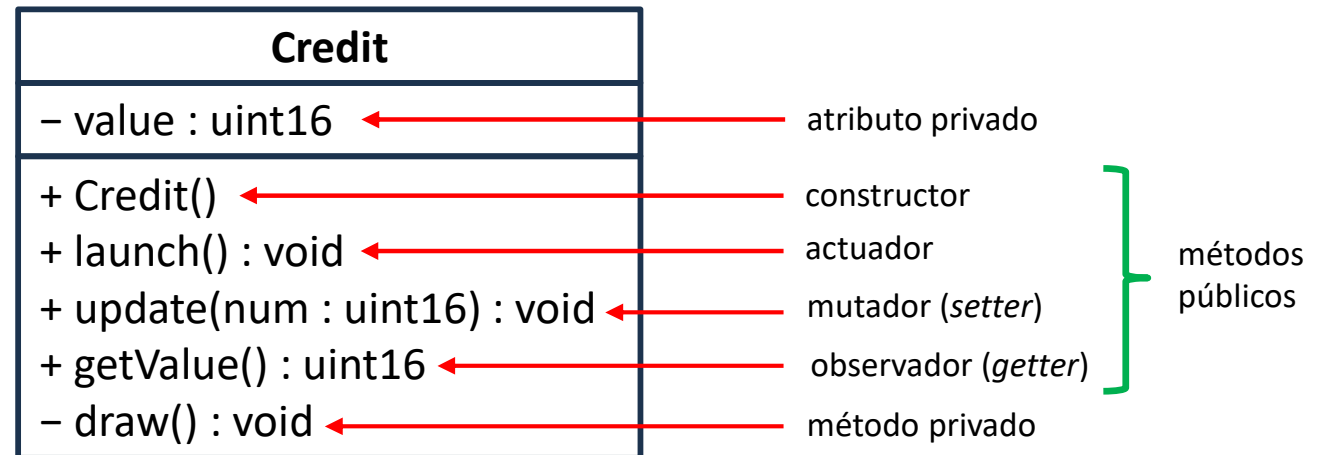 Credit
− value : uint16
atributo privado
+ Credit()
constructor
+ launch() : void
actuador
+ update(num : uint16) : void
mutador (setter)
+ getValue() : uint16
observador (getter)
− draw() : void
método privado
métodos
públicos